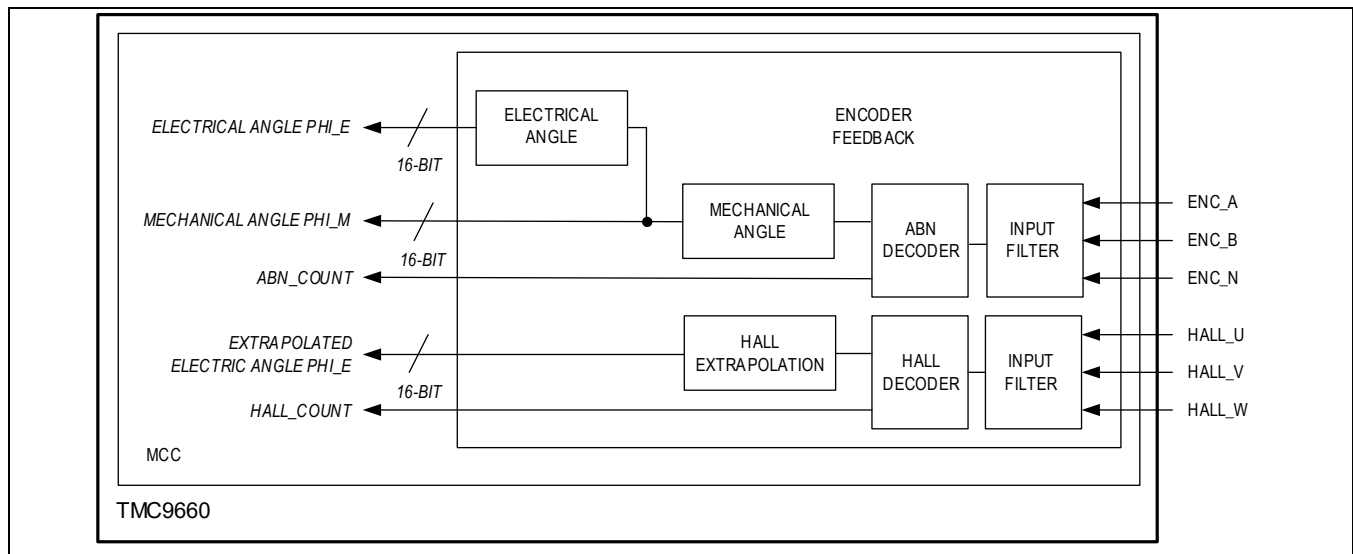 ELECTRICAL ANGLE PHI_E
16-BIT
ELECTRICAL
ANGLE
ENCODER
FEEDBACK
MECHANICAL ANGLE PHI_M
16-BIT
MECHANICAL
ANGLE
ABN
DECODER
INPUT
FILTER
ENC_A
ENC_B
ENC_N
ABN_COUNT
EXTRAPOLATED
ELECTRIC ANGLE PHI_E
16-BIT
HALL
EXTRAPOLATION
HALL
DECODER
INPUT
FILTER
HALL_U
HALL_V
HALL_W
HALL_COUNT
MCC
TMC9660